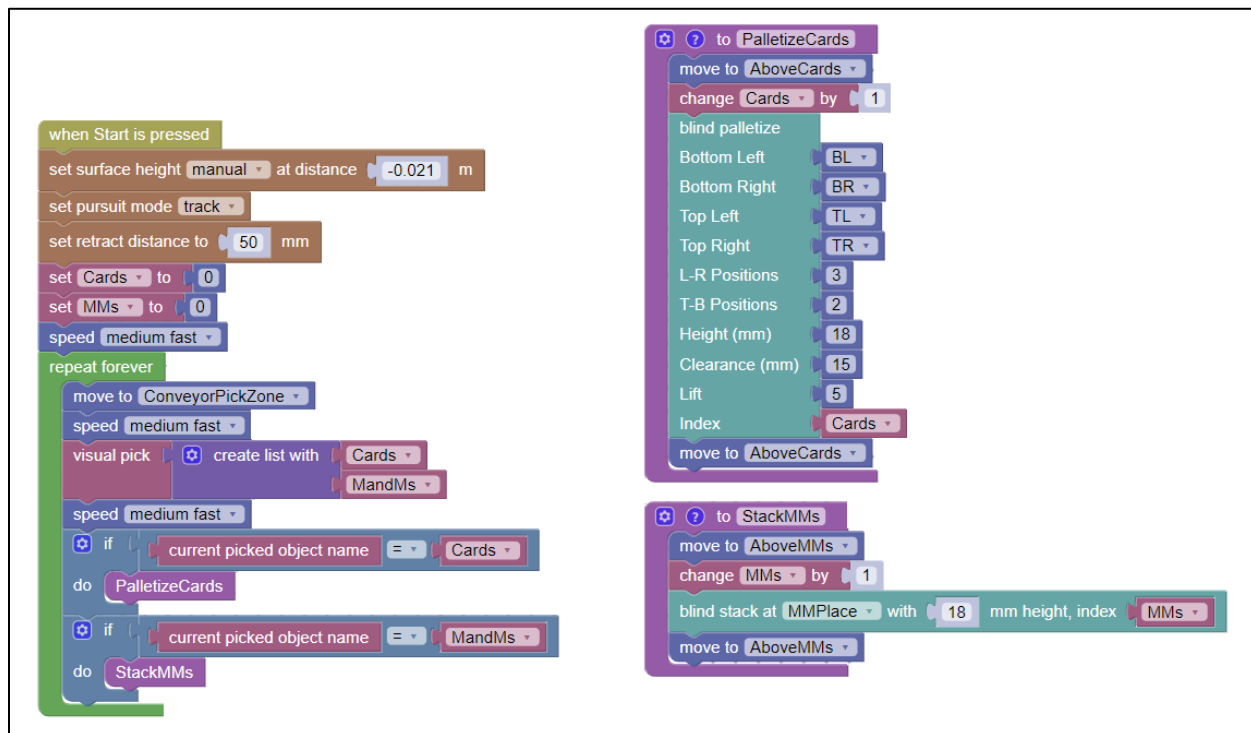 when Start is pressed
set surface height manual at distance -0.021 m
set pursuit mode track
set retract distance to 50 mm
set Cards to 0
set MMs to 0
speed medium fast
repeat forever
move to ConveyorPickZone
speed medium fast
visual pick create list with Cards
MandMs
speed medium fast
if current picked object name = Cards
do PalletizeCards
if current picked object name = MandMs
do StackMMs
? to PalletizeCards
move to AboveCards
change Cards by 1
blind palletize
Bottom Left BL
Bottom Right BR
Top Left TL
Top Right TR
L-R Positions 3
T-B Positions 2
Height (mm) 18
Clearance (mm) 15
Lift 5
Index Cards
move to AboveCards
? to StackMMs
move to AboveMMs
change MMs by 1
blind stack at MMPlace with 18 mm height, index MMs
move to AboveMMs